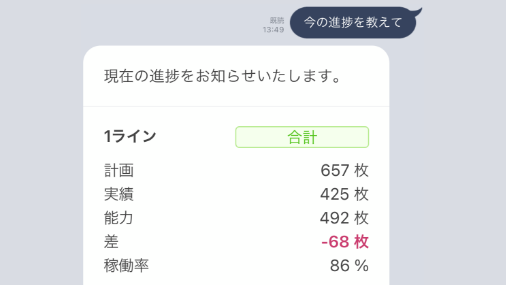 今の進捗を教えて
既読
13:49
現在の進捗をお知らせいたします。
1ライン 合計
計画 657 枚
実績 425 枚
能力 492 枚
差 -68 枚
稼働率 86 %